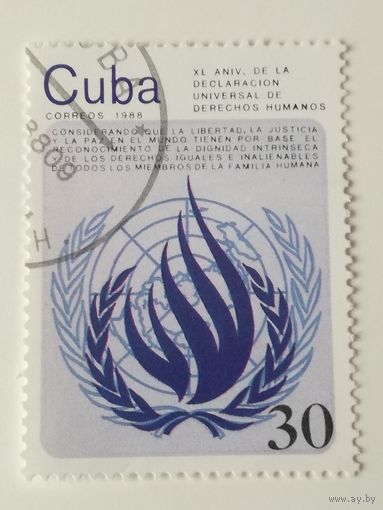 Cuba
CORREOS 1988
XL ANIV. DE LA
DECLARACION
UNIVERSAL DE
DERECHOS HUMANOS
CONSIDERANDO QUE LA LIBERTAD, LA JUSTICIA
Y LA PAZ EN EL MUNDO TIENEN POR BASE EL
RECONOCIMIENTO DE LA DIGNIDAD INTRINSECA
Y DE LOS DERECHOS IGUALES E INALIENABLES
DE TODOS LOS MIEMBROS DE LA FAMILIA HUMANA
30
www.ay.by